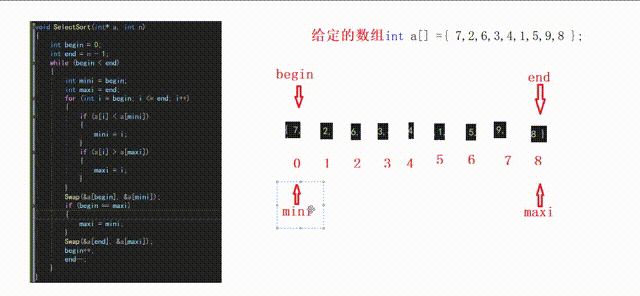 void SelectSort(int* a, int n)
{
int begin = 0;
int end = n - 1;
while (begin < end)
{
int mini = begin;
int maxi = end;
for (int i = begin; i <= end; i++)
{
if (a[i] < a[mini])
{
mini = i;
}
if (a[i] > a[maxi])
{
maxi = i;
}
}
Swap(&a[begin], &a[mini]);
if (begin == maxi)
{
maxi = mini;
}
Swap(&a[end], &a[maxi]);
begin++;
end--;
}
}
给定的数组int a[] ={ 7,2,6,3,4,1,5,9,8 };
begin end
{ 7, 2, 6, 3, 4 1, 5, 9, 8 }
0 1 2 3 4 5 6 7 8
mini maxi